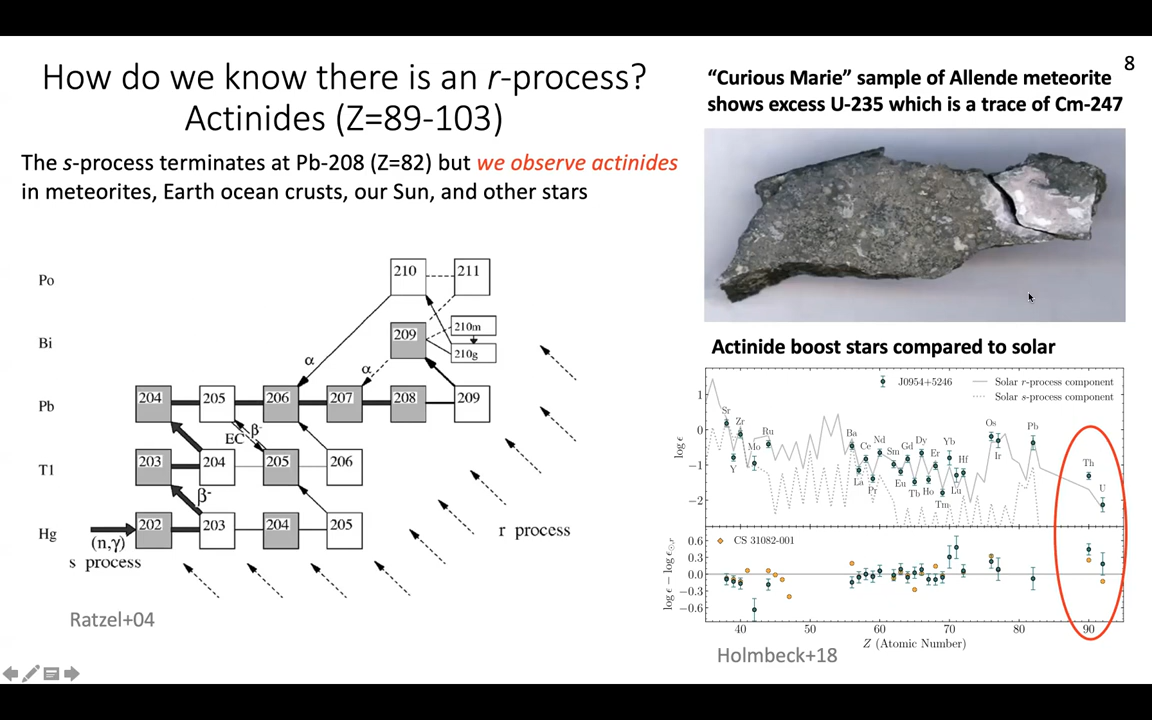 8
How do we know there is an r-process?
Actinides (Z=89-103)
The s-process terminates at Pb-208 (Z=82) but we observe actinides
in meteorites, Earth ocean crusts, our Sun, and other stars
Po
210
211
Bi
209
210m
210g
α
α
Pb
204
205
206
207
208
209
EC
β-
Tl
203
204
205
206
β-
Hg
202
203
204
205
(n,γ)
s process
r process
Ratzel+04
“Curious Marie” sample of Allende meteorite
shows excess U-235 which is a trace of Cm-247
Actinide boost stars compared to solar
J0954+5246
Solar r-process component
Solar s-process component
log ϵ
1
0
−1
−2
Sr
Y
Zr
Mo
Ru
Ba
La
Ce
Pr
Nd
Sm
Eu
Gd
Tb
Dy
Ho
Er
Tm
Yb
Lu
Hf
Os
Ir
Pb
Th
U
CS 31082-001
log ϵ − log ϵ⊙,r
0.6
0.3
0.0
−0.3
−0.6
40
50
60
70
80
90
Z (Atomic Number)
Holmbeck+18